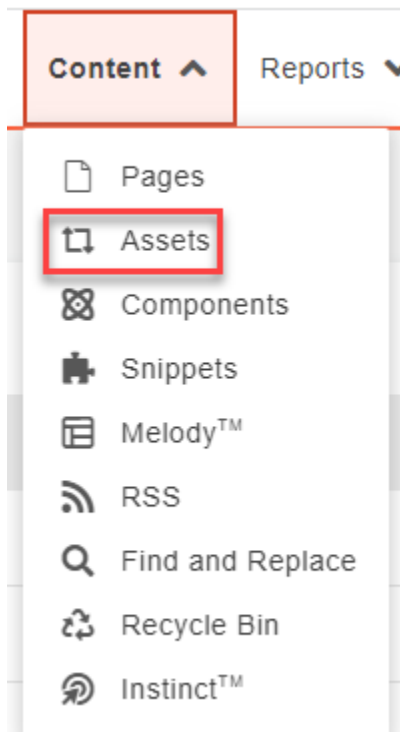 Content Reports
Pages
Assets
Components
Snippets
Melody™
RSS
Find and Replace
Recycle Bin
Instinct™